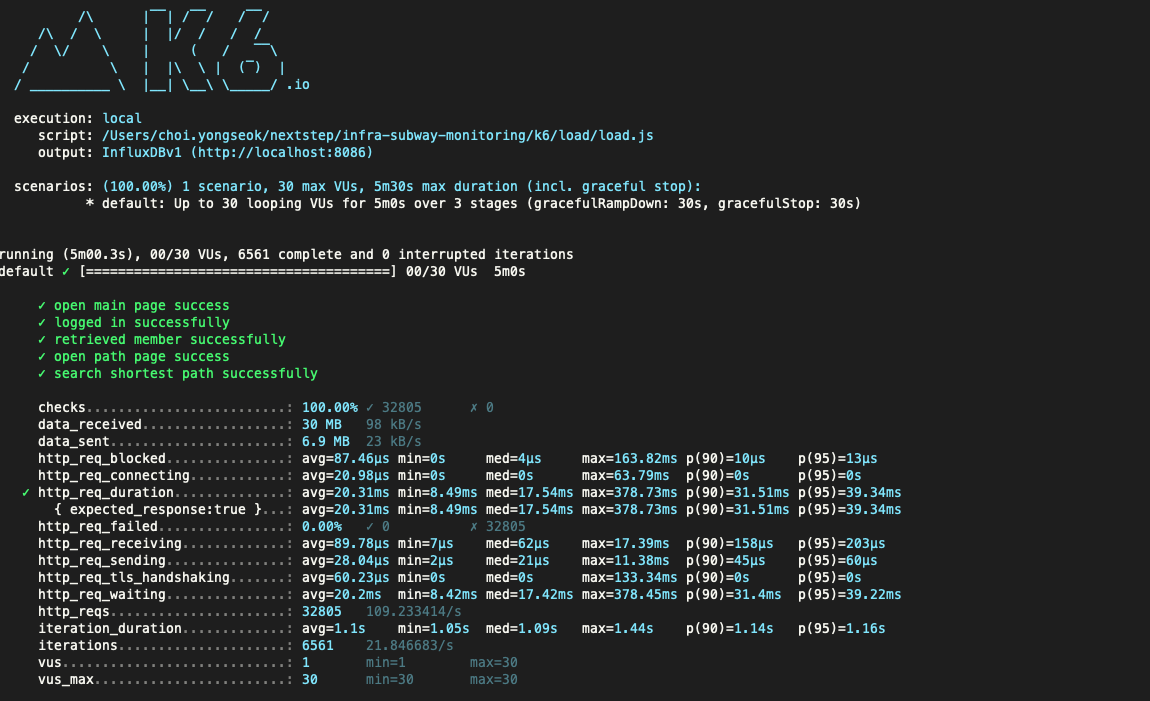 /\      |‾‾| /‾‾/   /‾‾/
     /\  /  \     |  |/  /   /  /
    /  \/    \    |     (   /   ‾‾\
   /          \   |  |\  \ |  (‾)  |
  / __________ \  |__| \__\ \_____/ .io
execution: local
script: /Users/choi.yongseok/nextstep/infra-subway-monitoring/k6/load/load.js
output: InfluxDBv1 (http://localhost:8086)
scenarios: (100.00%) 1 scenario, 30 max VUs, 5m30s max duration (incl. graceful stop):
* default: Up to 30 looping VUs for 5m0s over 3 stages (gracefulRampDown: 30s, gracefulStop: 30s)
running (5m00.3s), 00/30 VUs, 6561 complete and 0 interrupted iterations
default ✓ [======================================] 00/30 VUs  5m0s
✓ open main page success
✓ logged in successfully
✓ retrieved member successfully
✓ open path page success
✓ search shortest path successfully
checks.........................: 100.00% ✓ 32805      ✗ 0
data_received..................: 30 MB   98 kB/s
data_sent......................: 6.9 MB  23 kB/s
http_req_blocked...............: avg=87.46µs min=0s     med=4µs     max=163.82ms p(90)=10µs    p(95)=13µs
http_req_connecting............: avg=20.98µs min=0s     med=0s      max=63.79ms  p(90)=0s      p(95)=0s
✓ http_req_duration..............: avg=20.31ms min=8.49ms med=17.54ms max=378.73ms p(90)=31.51ms p(95)=39.34ms
{ expected_response:true }...: avg=20.31ms min=8.49ms med=17.54ms max=378.73ms p(90)=31.51ms p(95)=39.34ms
http_req_failed................: 0.00%   ✓ 0          ✗ 32805
http_req_receiving.............: avg=89.78µs min=7µs    med=62µs    max=17.39ms  p(90)=158µs   p(95)=203µs
http_req_sending...............: avg=28.04µs min=2µs    med=21µs    max=11.38ms  p(90)=45µs    p(95)=60µs
http_req_tls_handshaking.......: avg=60.23µs min=0s     med=0s      max=133.34ms p(90)=0s      p(95)=0s
http_req_waiting...............: avg=20.2ms  min=8.42ms med=17.42ms max=378.45ms p(90)=31.4ms  p(95)=39.22ms
http_reqs......................: 32805   109.233414/s
iteration_duration.............: avg=1.1s    min=1.05s  med=1.09s   max=1.44s    p(90)=1.14s   p(95)=1.16s
iterations.....................: 6561    21.846683/s
vus............................: 1       min=1        max=30
vus_max........................: 30      min=30       max=30